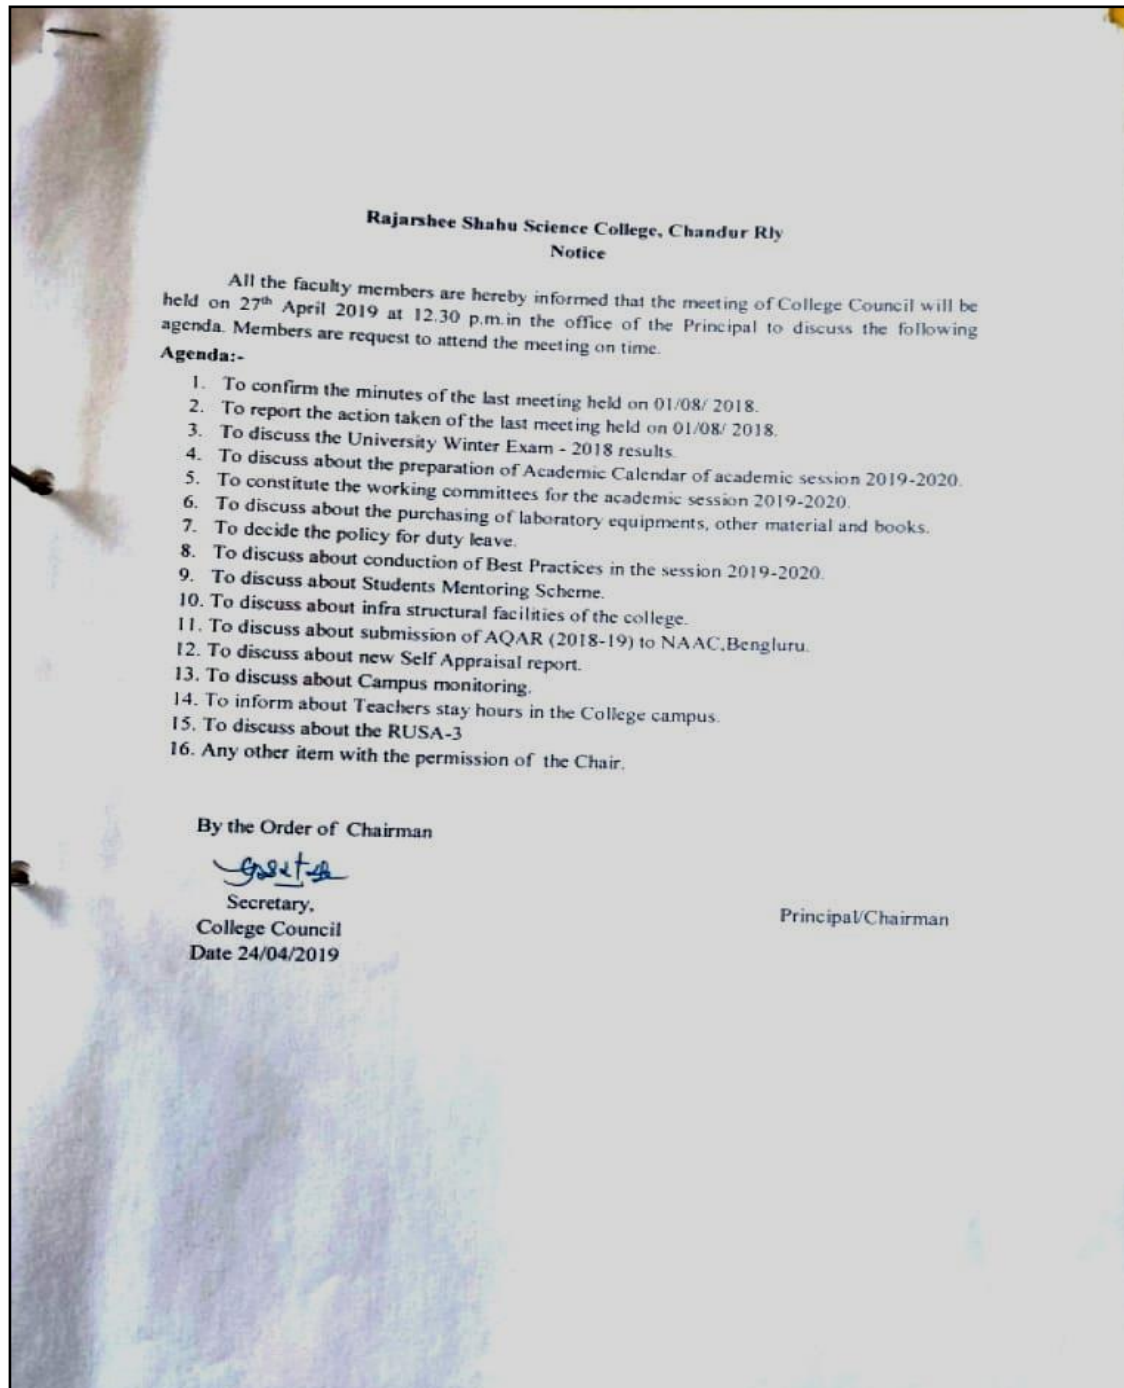 Rajarshee Shahu Science College, Chandur Rly
Notice
All the faculty members are hereby informed that the meeting of College Council will be
held on 27th April 2019 at 12.30 p.m.in the office of the Principal to discuss the following
agenda. Members are request to attend the meeting on time.
Agenda:-
1. To confirm the minutes of the last meeting held on 01/08/ 2018.
2. To report the action taken of the last meeting held on 01/08/ 2018.
3. To discuss the University Winter Exam - 2018 results.
4. To discuss about the preparation of Academic Calendar of academic session 2019-2020.
5. To constitute the working committees for the academic session 2019-2020.
6. To discuss about the purchasing of laboratory equipments, other material and books.
7. To decide the policy for duty leave.
8. To discuss about conduction of Best Practices in the session 2019-2020.
9. To discuss about Students Mentoring Scheme.
10. To discuss about infra structural facilities of the college.
11. To discuss about submission of AQAR (2018-19) to NAAC,Bengluru.
12. To discuss about new Self Appraisal report.
13. To discuss about Campus monitoring.
14. To inform about Teachers stay hours in the College campus.
15. To discuss about the RUSA-3
16. Any other item with the permission of the Chair.
By the Order of Chairman
Secretary,
College Council
Date 24/04/2019
Principal/Chairman